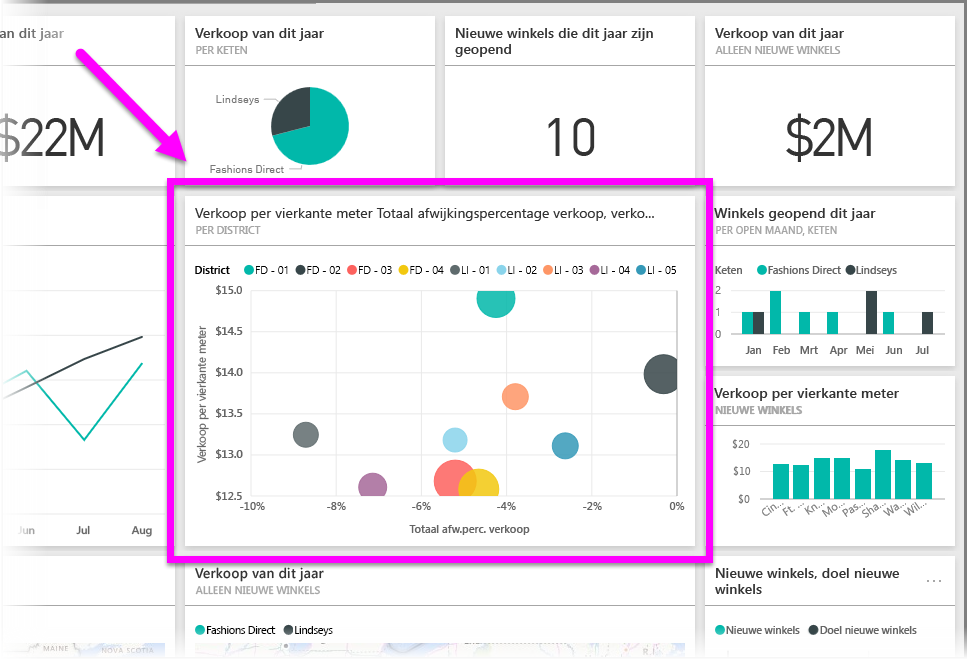 an dit jaar
$22M
Verkoop van dit jaar
PER KETEN
Lindseys
Fashions Direct
Nieuwe winkels die dit jaar zijn
geopend
10
Verkoop van dit jaar
ALLEEN NIEUWE WINKELS
$2M
Verkoop per vierkante meter Totaal afwijkingspercentage verkoop, verko...
PER DISTRICT
District FD - 01 FD - 02 FD - 03 FD - 04 LI - 01 LI - 02 LI - 03 LI - 04 LI - 05
Verkoop per vierkante meter
$15.0
$14.5
$14.0
$13.5
$13.0
$12.5
-10% -8% -6% -4% -2% 0%
Totaal afw.perc. verkoop
Winkels geopend dit jaar
PER OPEN MAAND, KETEN
Keten Fashions Direct Lindseys
2
1
0
Jan Feb Mrt Apr Mei Jun Jul
Verkoop per vierkante meter
NIEUWE WINKELS
$20
$10
$0
Cin... Ft. ... Kn... Mo... Pas... Sha... Wa... Wil...
Jun Jul Aug
Verkoop van dit jaar
ALLEEN NIEUWE WINKELS
Fashions Direct Lindseys
MAINE
NOVA SCOTIA
Nieuwe winkels, doel nieuwe
winkels
...
Nieuwe winkels Doel nieuwe winkels